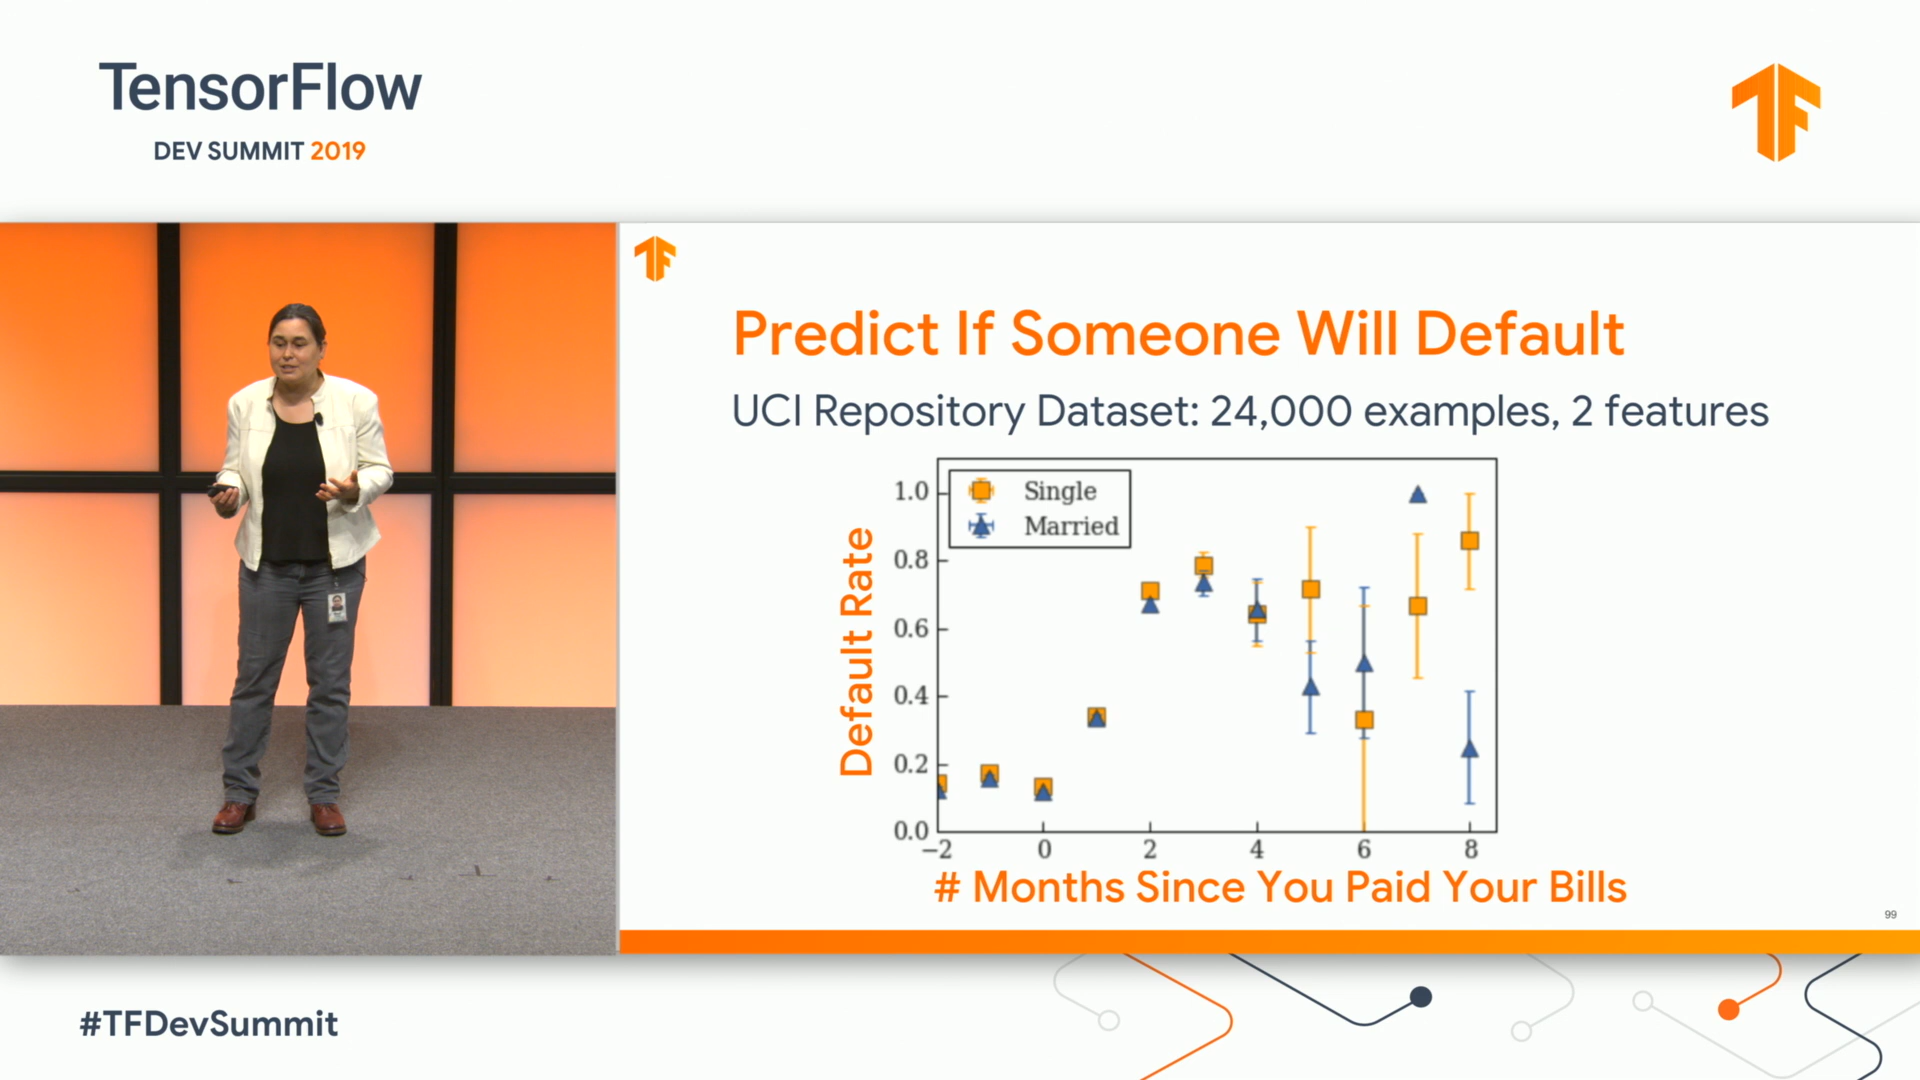 TensorFlow
DEV SUMMIT 2019
Predict If Someone Will Default
UCI Repository Dataset: 24,000 examples, 2 features
Single
Married
1.0
0.8
0.6
0.4
0.2
0.0
Default Rate
−2 0 2 4 6 8
# Months Since You Paid Your Bills
99
#TFDevSummit